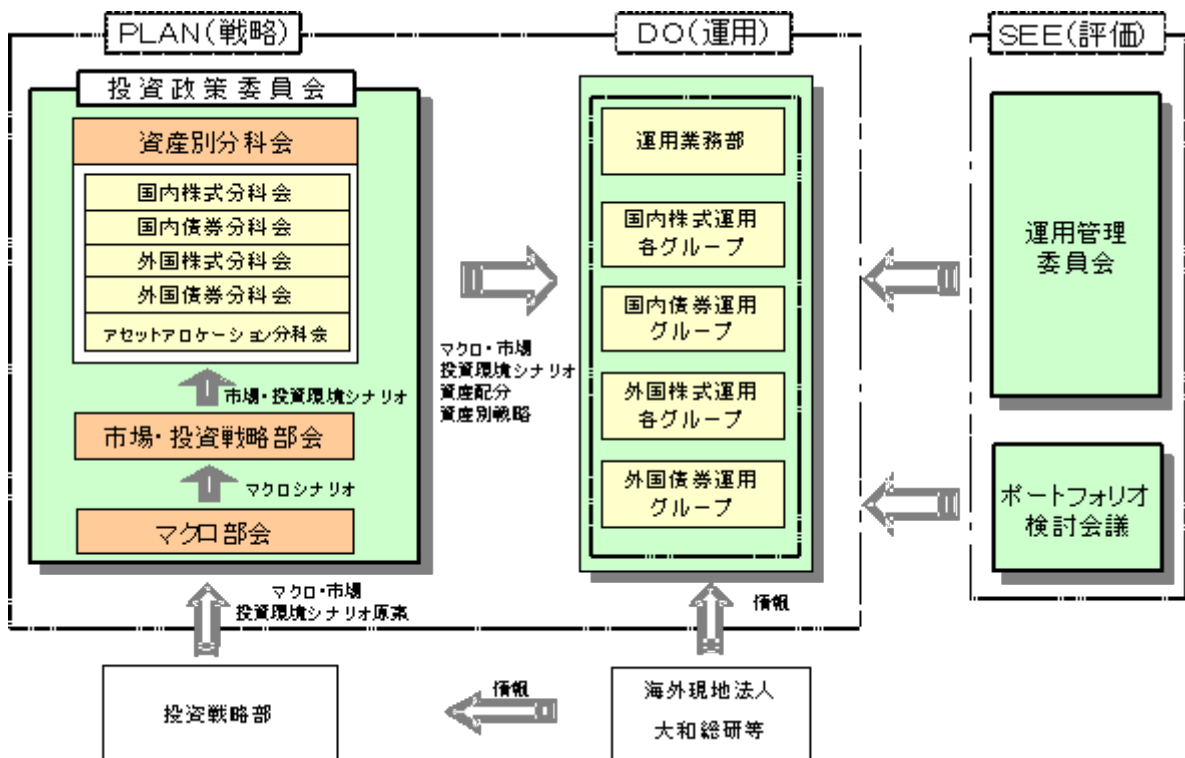 PLAN(戦略)
投資政策委員会
資産別分科会
国内株式分科会
国内債券分科会
外国株式分科会
外国債券分科会
アセットアロケーション分科会
市場・投資環境シナリオ
市場・投資戦略部会
マクロシナリオ
マクロ部会
マクロ・市場
投資環境シナリオ原案
投資戦略部
マクロ・市場
投資環境シナリオ
資産配分
資産別戦略
DO(運用)
運用業務部
国内株式運用
各グループ
国内債券運用
グループ
外国株式運用
各グループ
外国債券運用
グループ
情報
情報
海外現地法人
大和総研等
SEE(評価)
運用管理
委員会
ポートフォリオ
検討会議